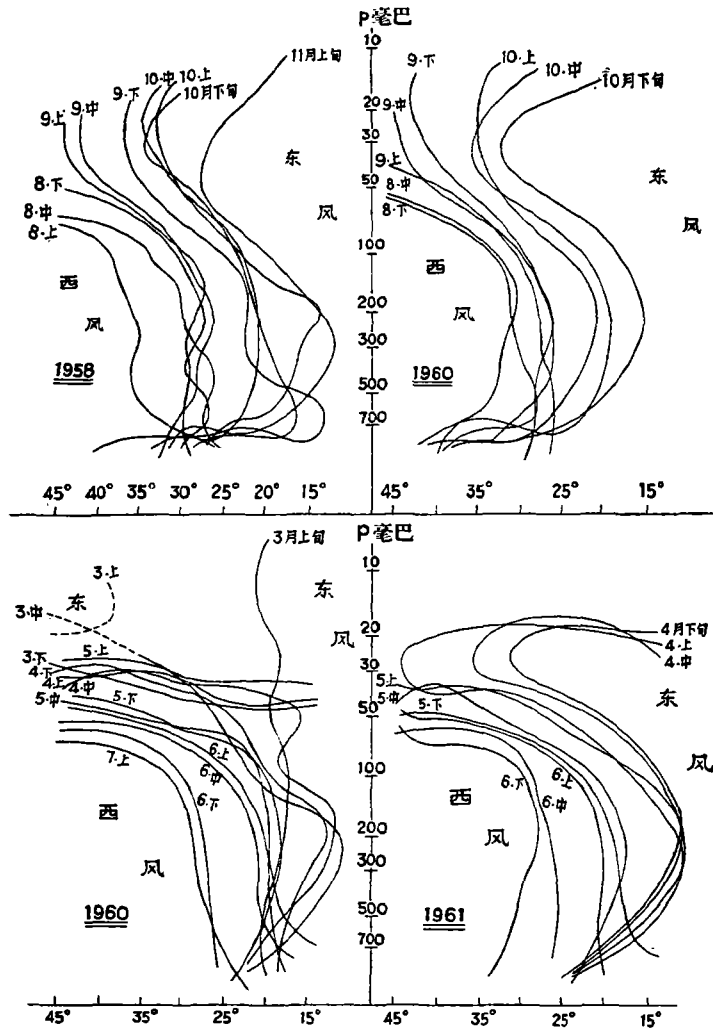 P毫巴
10
20
30
50
100
200
300
500
700
9·上
9·中
9·下
10·中
10·上
10月下旬
11月上旬
8·下
8·中
8·上
西
风
东
风
1958
9·下
10·上
10·中
10月下旬
9·中
9·上
8·中
8·下
西
风
东
风
1960
45° 40° 35° 30° 25° 20° 15°
45° 35° 25° 15°
P毫巴
10
20
30
50
100
200
300
500
700
3月上旬
3·上
3·中
东
东
风
5·上
3·下
4·下
4·上
4·中
5·中
5·下
6·上
6·中
6·下
7·上
西
风
1960
4月下旬
4·上
4·中
5·上
5·中
5·下
东
风
6·下
6·上
6·中
西
风
1961
45° 35° 25° 15°
45° 35° 25° 15°